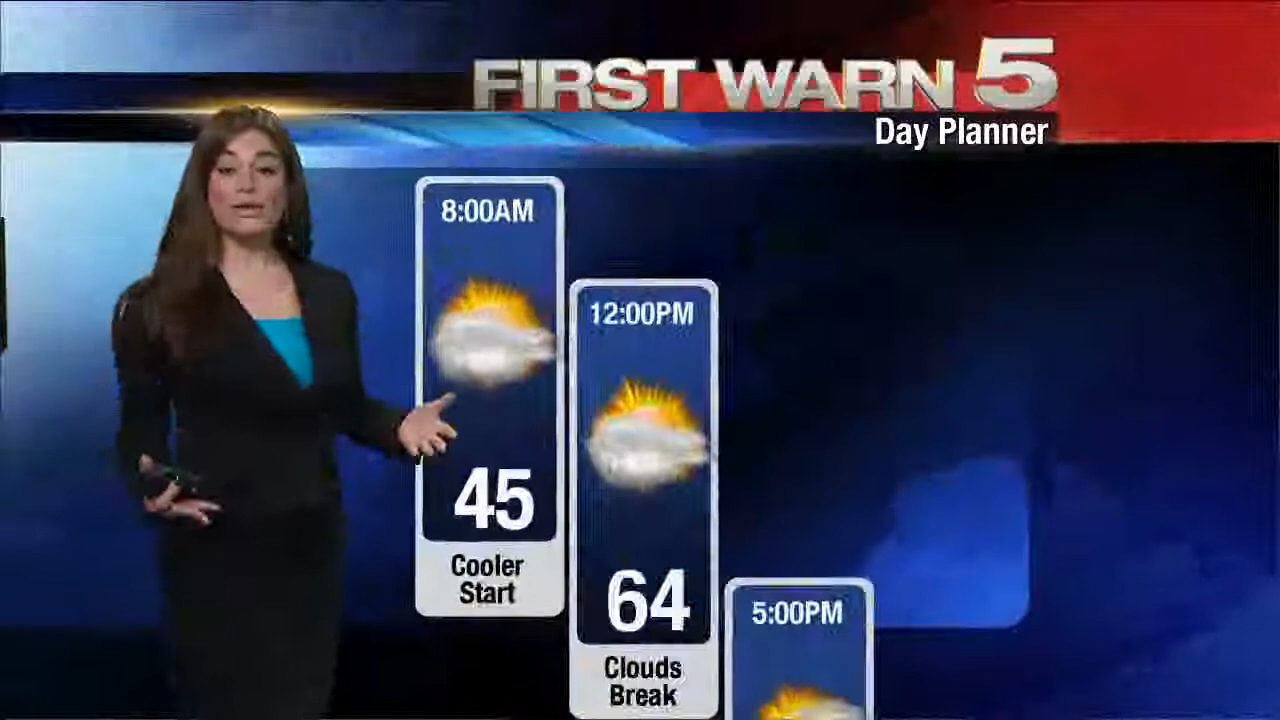 FIRST WARN 5
Day Planner
8:00AM
45
Cooler
Start
12:00PM
64
Clouds
Break
5:00PM